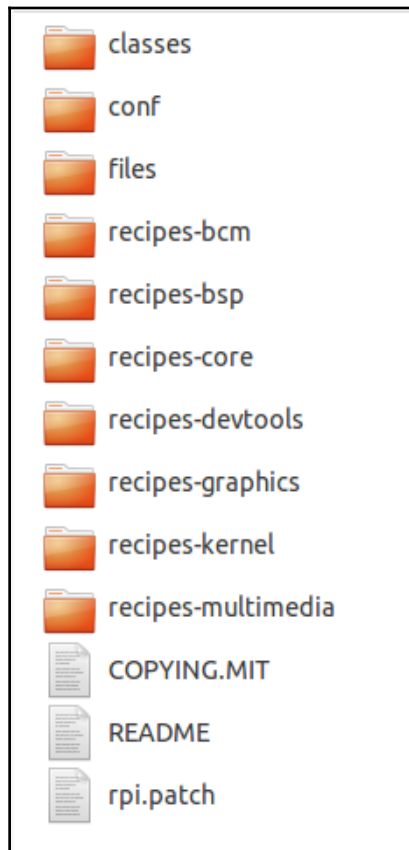 classes
conf
files
recipes-bcm
recipes-bsp
recipes-core
recipes-devtools
recipes-graphics
recipes-kernel
recipes-multimedia
COPYING.MIT
README
rpi.patch